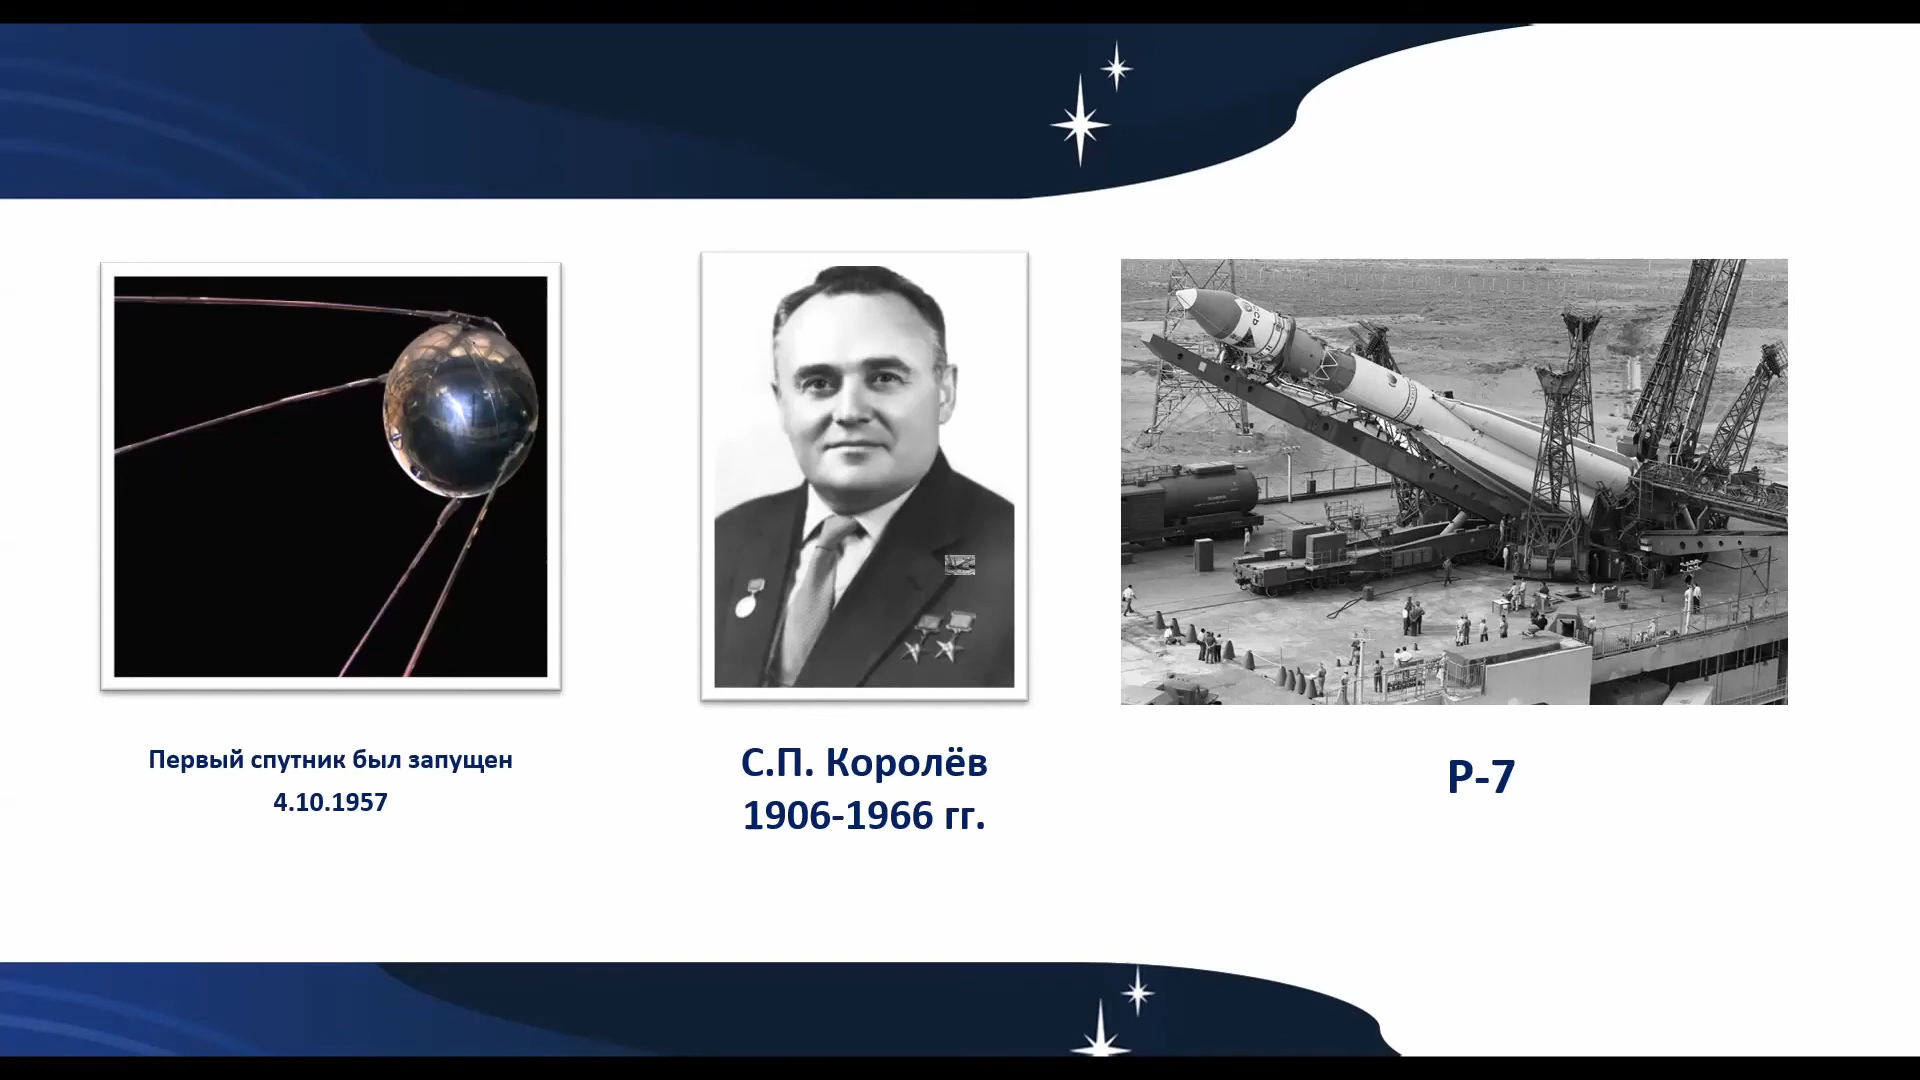 Первый спутник был запущен
4.10.1957
С.П. Королёв
1906-1966 гг.
Р-7